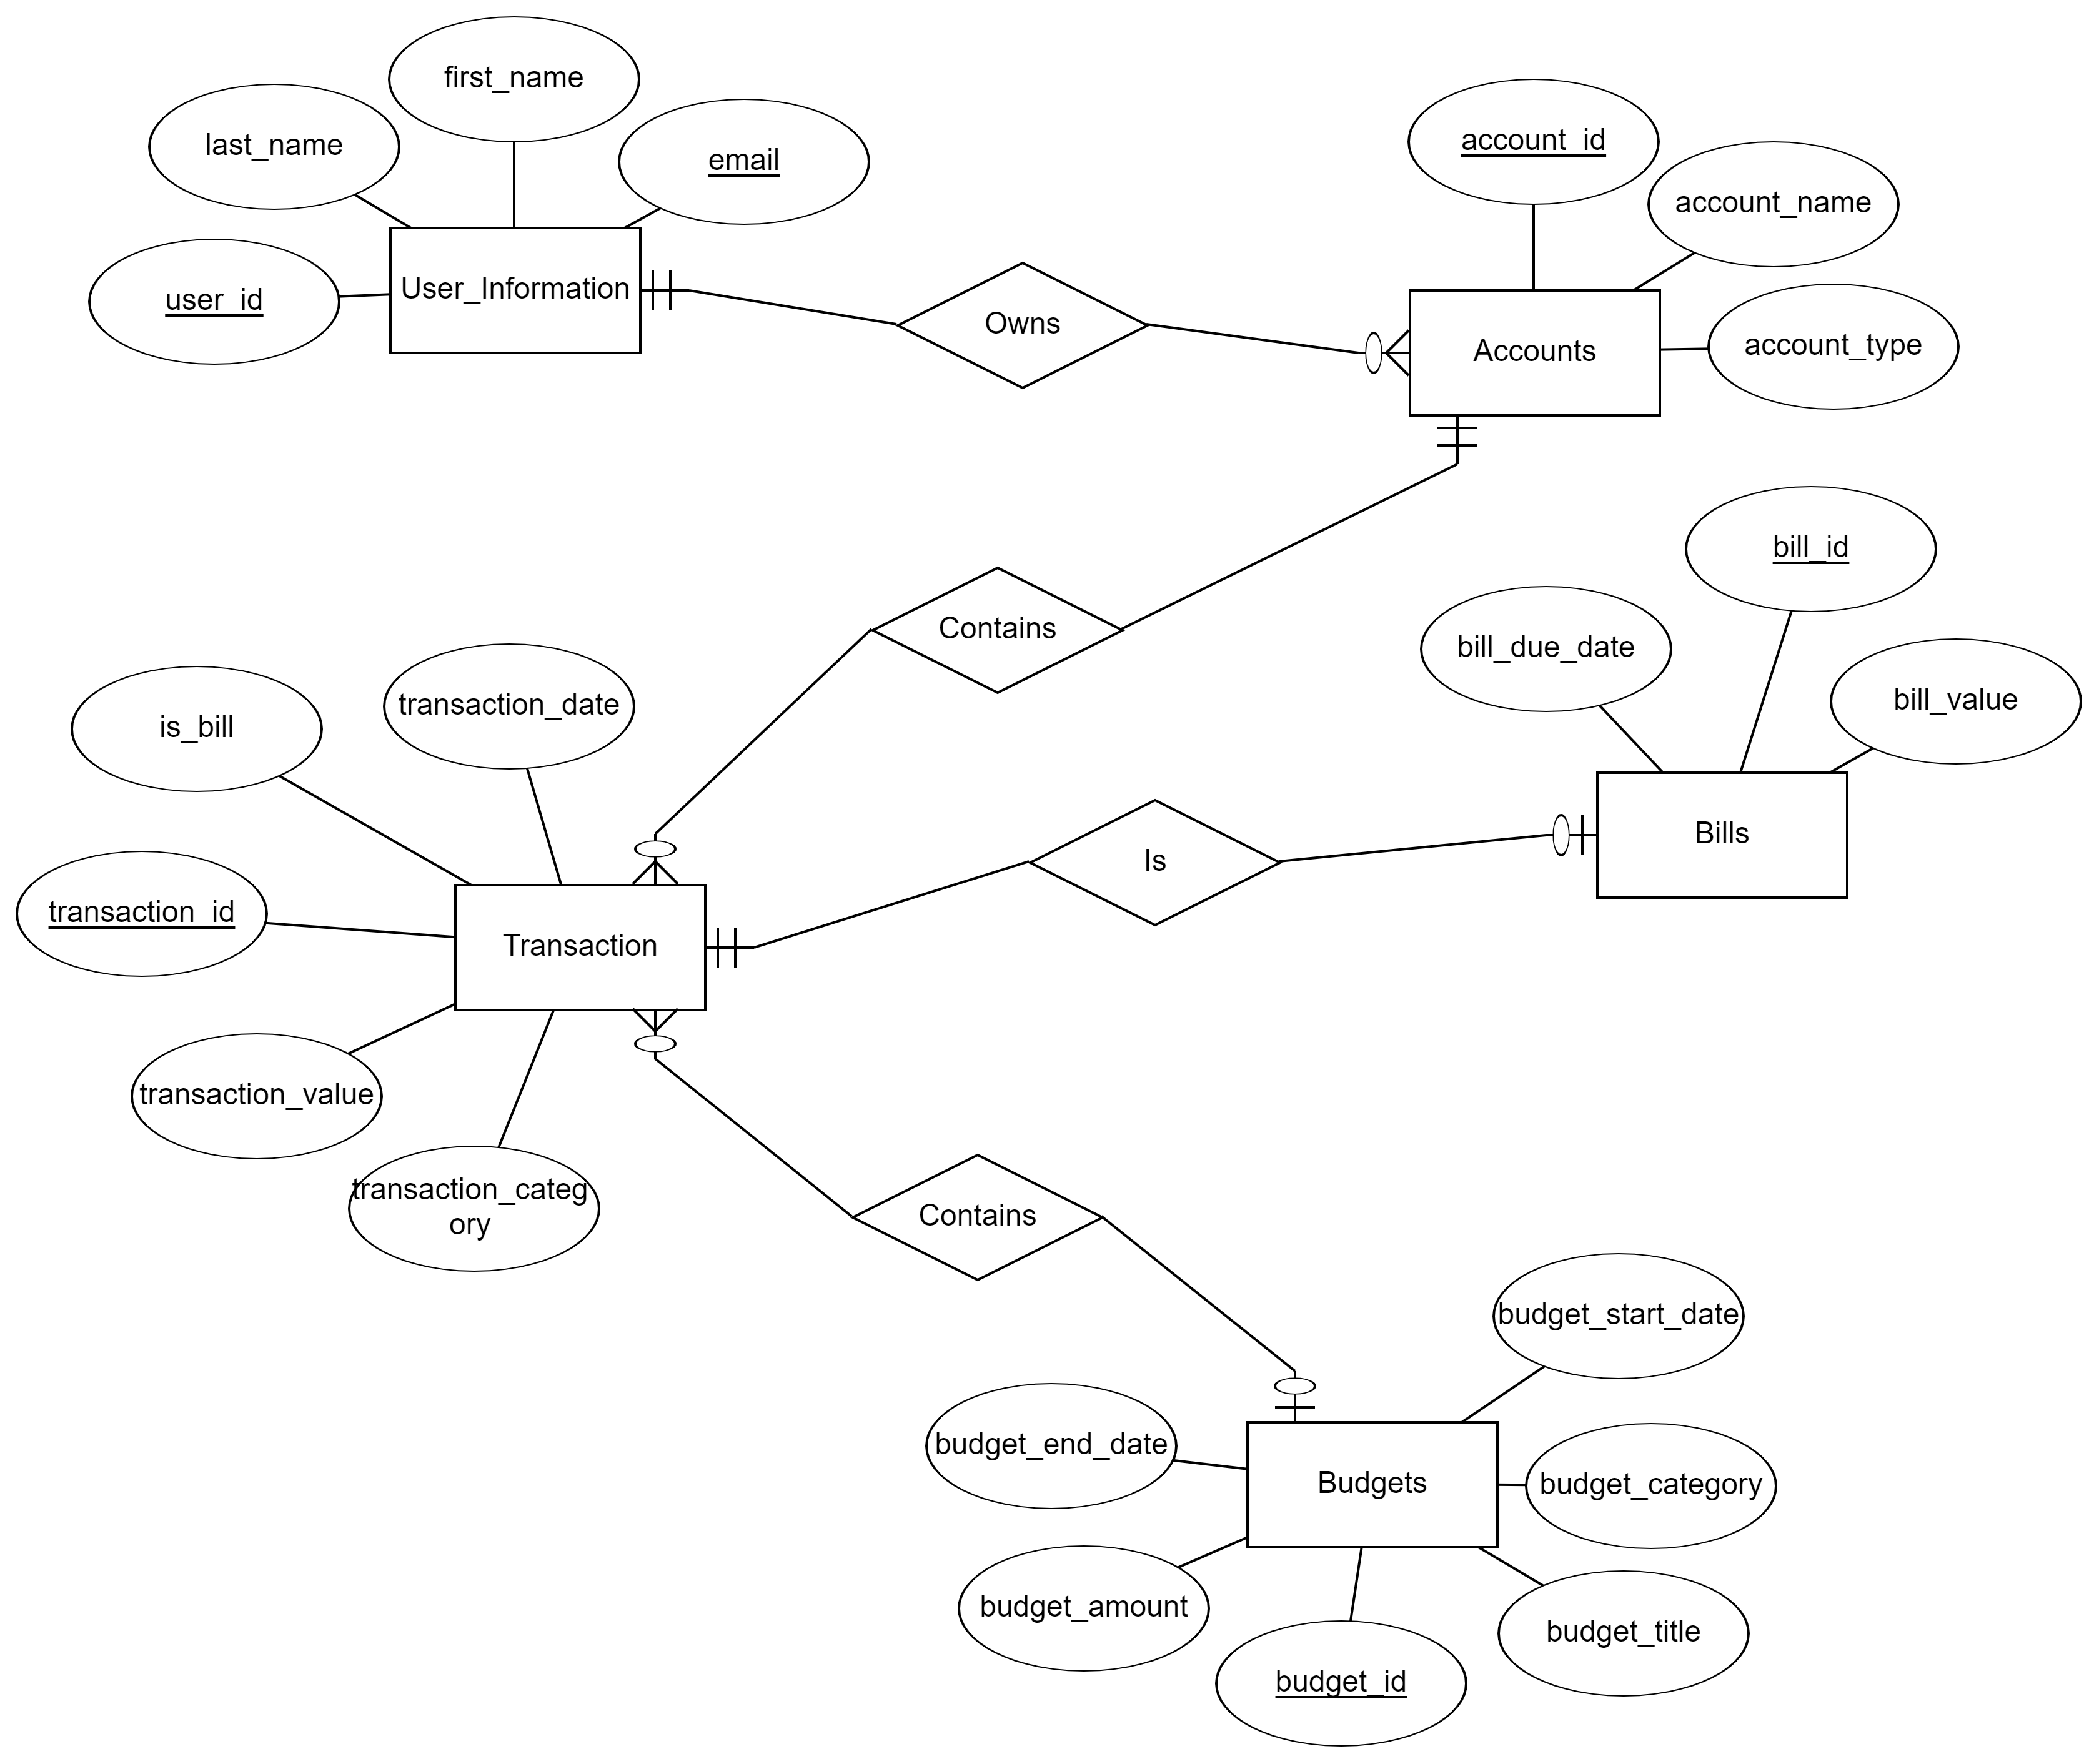 first_name
last_name
email
user_id
User_Information
Owns
account_id
account_name
account_type
Accounts
Contains
bill_id
bill_due_date
bill_value
Bills
is_bill
transaction_date
transaction_id
Transaction
Is
transaction_value
transaction_categ
ory
Contains
budget_start_date
budget_end_date
Budgets
budget_category
budget_amount
budget_title
budget_id